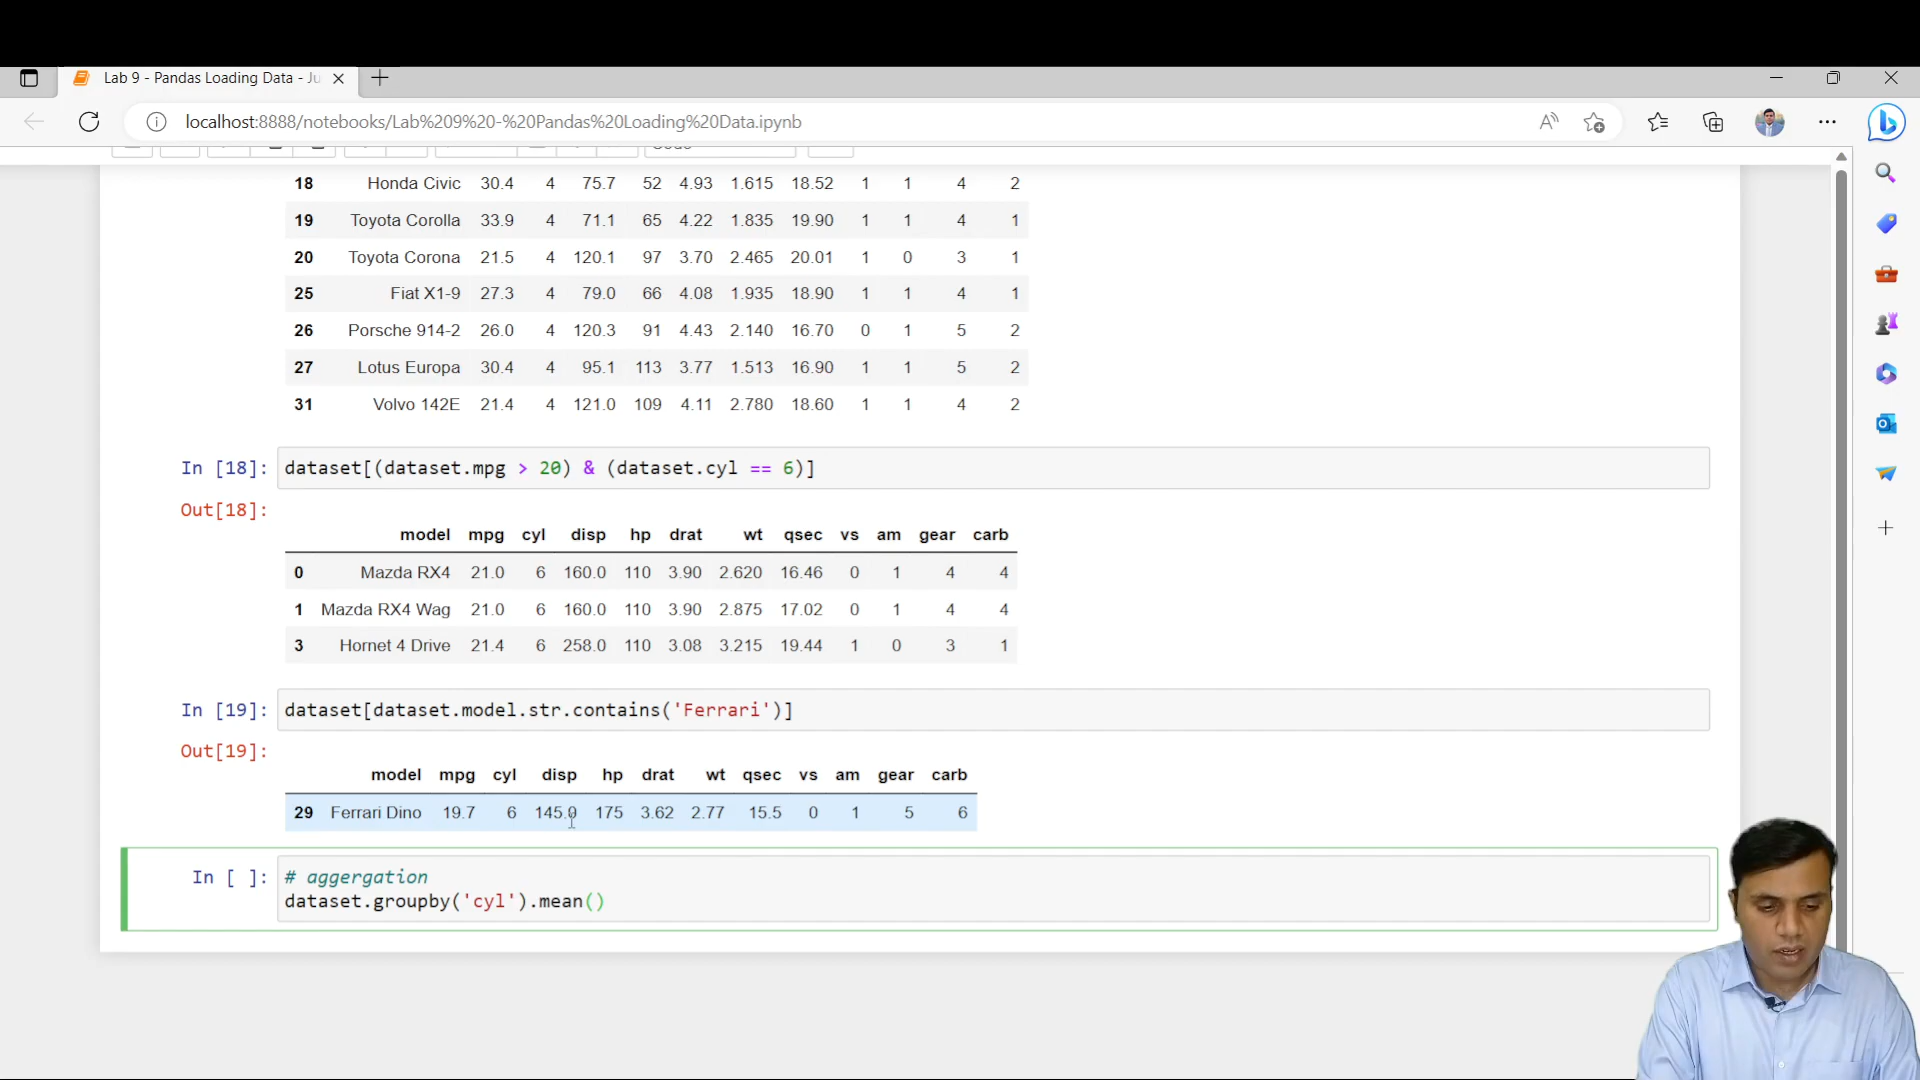 Lab 9 - Pandas Loading Data - Ju
localhost:8888/notebooks/Lab%209%20-%20Pandas%20Loading%20Data.ipynb
18 Honda Civic 30.4 4 75.7 52 4.93 1.615 18.52 1 1 4 2
19 Toyota Corolla 33.9 4 71.1 65 4.22 1.835 19.90 1 1 4 1
20 Toyota Corona 21.5 4 120.1 97 3.70 2.465 20.01 1 0 3 1
25 Fiat X1-9 27.3 4 79.0 66 4.08 1.935 18.90 1 1 4 1
26 Porsche 914-2 26.0 4 120.3 91 4.43 2.140 16.70 0 1 5 2
27 Lotus Europa 30.4 4 95.1 113 3.77 1.513 16.90 1 1 5 2
31 Volvo 142E 21.4 4 121.0 109 4.11 2.780 18.60 1 1 4 2
In [18]: dataset[(dataset.mpg > 20) & (dataset.cyl == 6)]
Out[18]:
model mpg cyl disp hp drat wt qsec vs am gear carb
0 Mazda RX4 21.0 6 160.0 110 3.90 2.620 16.46 0 1 4 4
1 Mazda RX4 Wag 21.0 6 160.0 110 3.90 2.875 17.02 0 1 4 4
3 Hornet 4 Drive 21.4 6 258.0 110 3.08 3.215 19.44 1 0 3 1
In [19]: dataset[dataset.model.str.contains('Ferrari')]
Out[19]:
model mpg cyl disp hp drat wt qsec vs am gear carb
29 Ferrari Dino 19.7 6 145.0 175 3.62 2.77 15.5 0 1 5 6
In [ ]: # aggergation
dataset.groupby('cyl').mean()